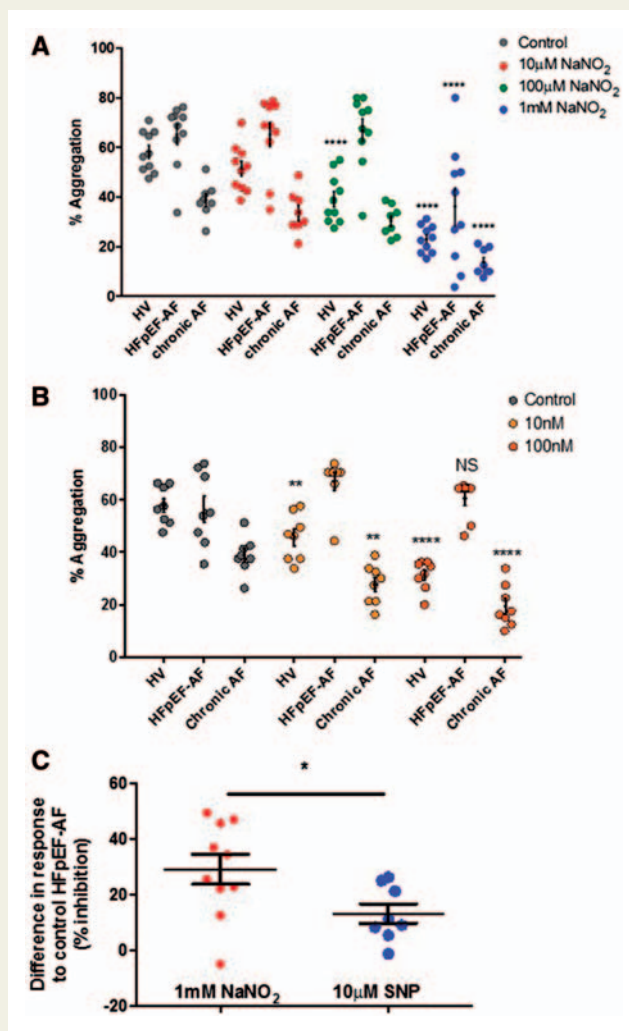 A
Control
10µM NaNO₂
100µM NaNO₂
1mM NaNO₂
% Aggregation
80
60
40
20
0
****
****
****
****
HV
HFpEF-AF
chronic AF
HV
HFpEF-AF
chronic AF
HV
HFpEF-AF
chronic AF
HV
HFpEF-AF
chronic AF
B
Control
10nM
100nM
% Aggregation
100
80
60
40
20
0
**
**
****
NS
****
HV
HFpEF-AF
Chronic AF
HV
HFpEF-AF
Chronic AF
HV
HFpEF-AF
Chronic AF
C
Difference in response
to control HFpEF-AF
(% inhibition)
60
40
20
0
-20
*
1mM NaNO₂
10µM SNP